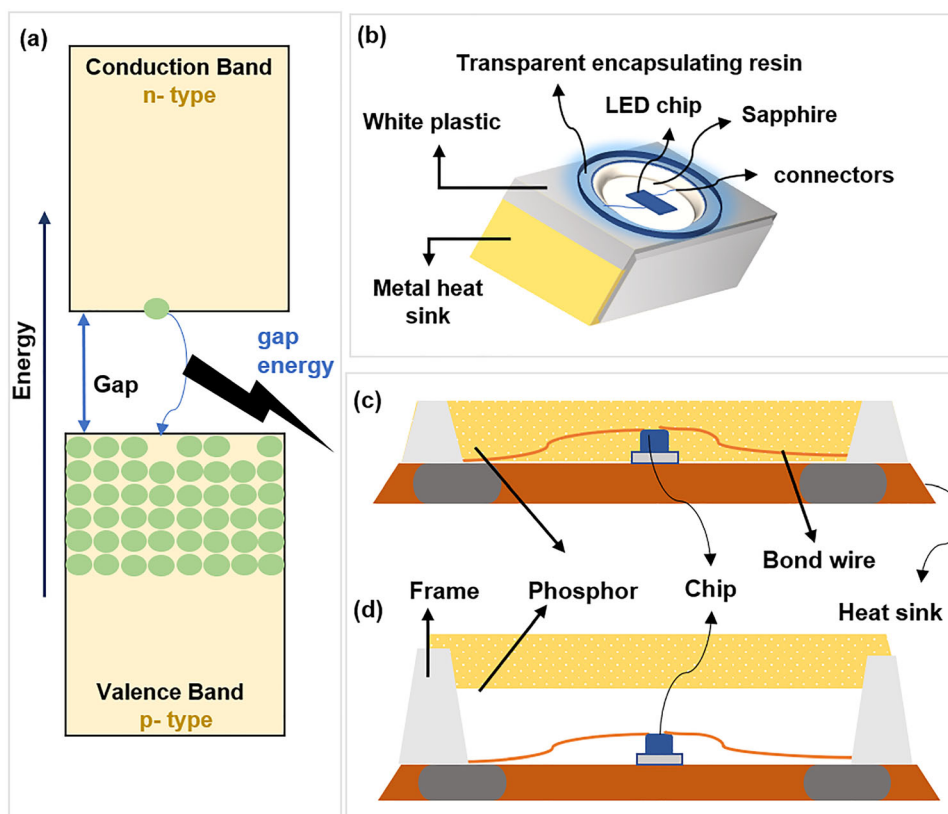 (a)
Conduction Band
n- type
Energy
Gap
gap
energy
Valence Band
p- type
(b)
Transparent encapsulating resin
LED chip
Sapphire
White plastic
connectors
Metal heat
sink
(c)
Bond wire
Frame
Phosphor
Chip
Heat sink
(d)